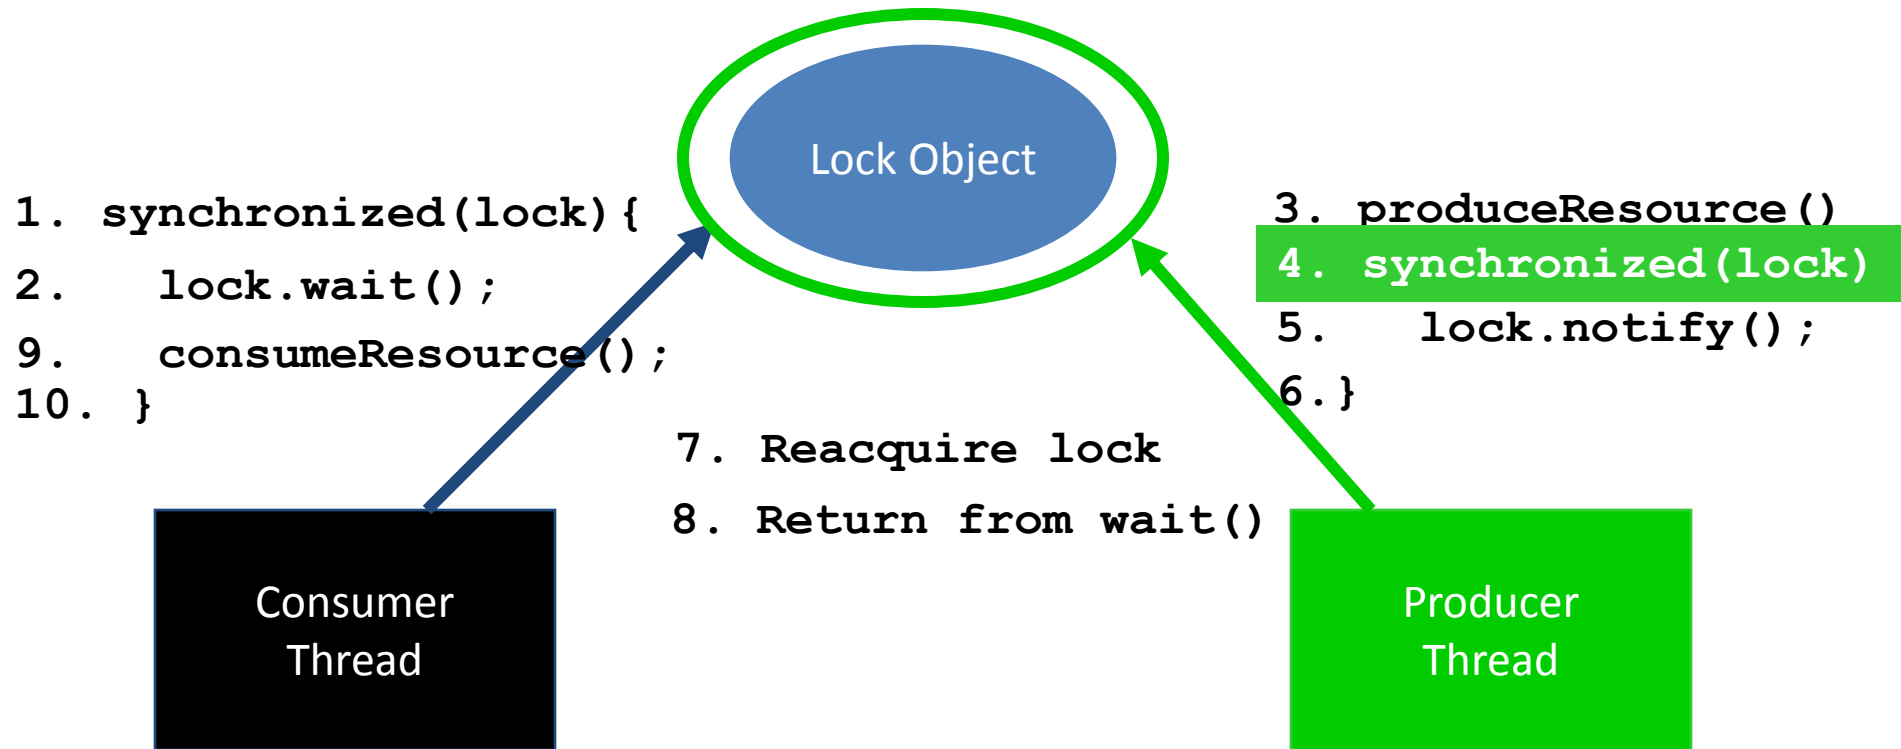 Lock Object
1. synchronized(lock){
2.   lock.wait();
9.   consumeResource();
10. }
3. produceResource()
4. synchronized(lock)
5.   lock.notify();
6.}
7. Reacquire lock
8. Return from wait()
Consumer
Thread
Producer
Thread